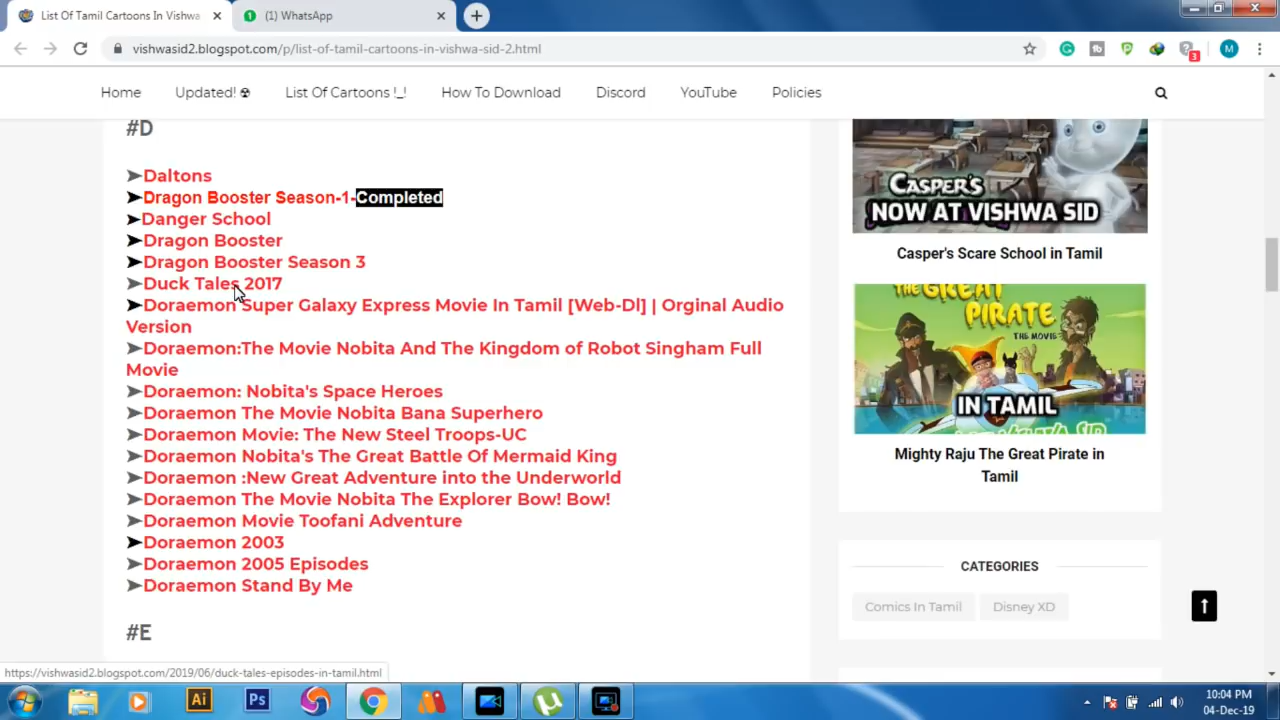 List Of Tamil Cartoons In Vishwa
(1) WhatsApp
vishwasid2.blogspot.com/p/list-of-tamil-cartoons-in-vishwa-sid-2.html
3
M
Home
Updated! ☢
List Of Cartoons !_!
How To Download
Discord
YouTube
Policies
#D
➤Daltons
➤Dragon Booster Season-1-Completed
➤Danger School
➤Dragon Booster
➤Dragon Booster Season 3
➤Duck Tales 2017
➤Doraemon Super Galaxy Express Movie In Tamil [Web-Dl] | Orginal Audio
Version
➤Doraemon:The Movie Nobita And The Kingdom of Robot Singham Full
Movie
➤Doraemon: Nobita's Space Heroes
➤Doraemon The Movie Nobita Bana Superhero
➤Doraemon Movie: The New Steel Troops-UC
➤Doraemon Nobita's The Great Battle Of Mermaid King
➤Doraemon :New Great Adventure into the Underworld
➤Doraemon The Movie Nobita The Explorer Bow! Bow!
➤Doraemon Movie Toofani Adventure
➤Doraemon 2003
➤Doraemon 2005 Episodes
➤Doraemon Stand By Me
#E
CASPER'S
NOW AT VISHWA SID
Casper's Scare School in Tamil
THE GREAT
PIRATE
THE MOVIE
IN TAMIL
Mighty Raju The Great Pirate in
Tamil
CATEGORIES
Comics In Tamil
Disney XD
https://vishwasid2.blogspot.com/2019/06/duck-tales-episodes-in-tamil.html
Ai
Ps
10:04 PM
04-Dec-19